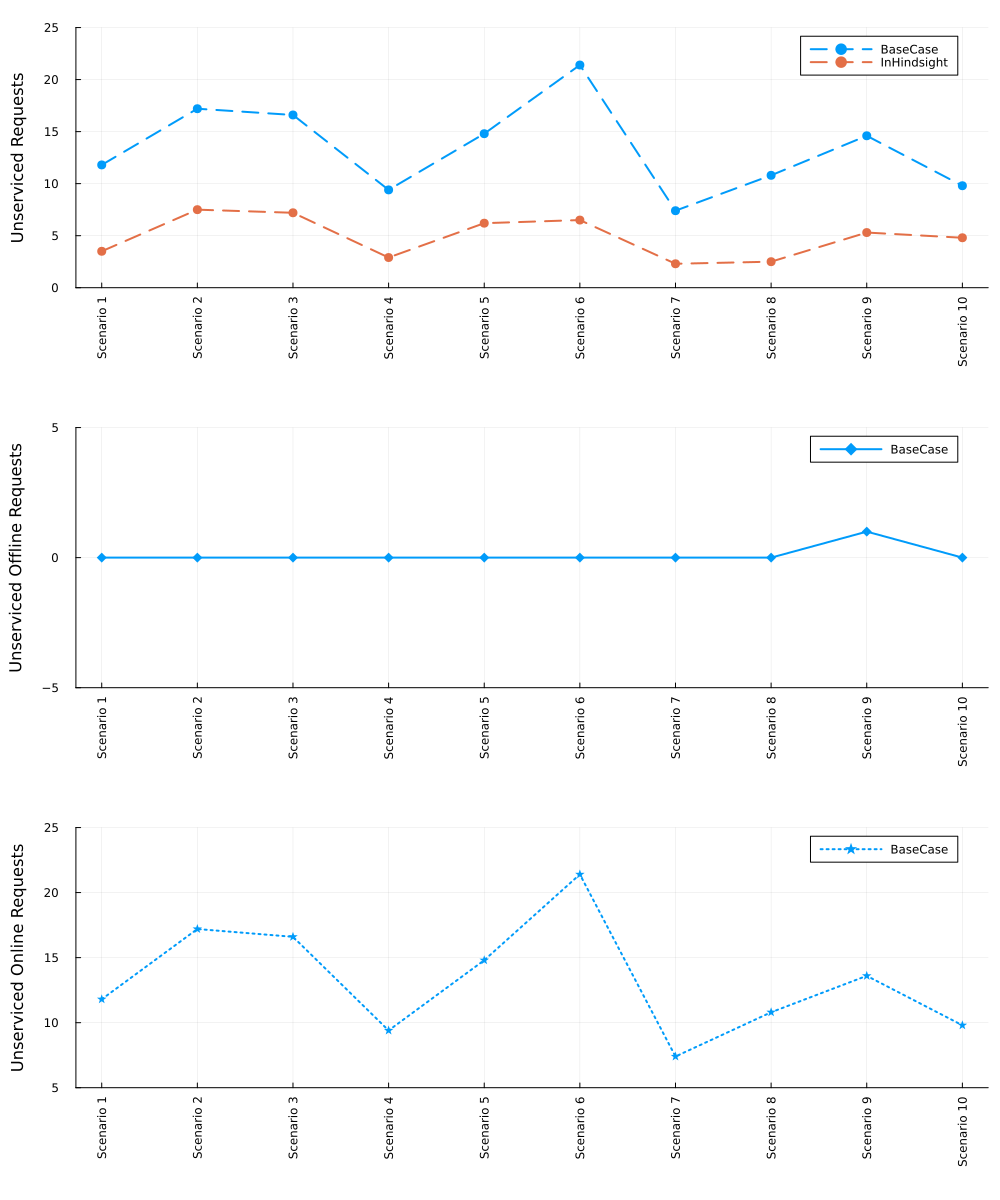 Unserviced Requests
25
20
15
10
5
0
BaseCase
InHindsight
Scenario 1
Scenario 2
Scenario 3
Scenario 4
Scenario 5
Scenario 6
Scenario 7
Scenario 8
Scenario 9
Scenario 10
Unserviced Offline Requests
5
0
−5
BaseCase
Scenario 1
Scenario 2
Scenario 3
Scenario 4
Scenario 5
Scenario 6
Scenario 7
Scenario 8
Scenario 9
Scenario 10
Unserviced Online Requests
25
20
15
10
5
BaseCase
Scenario 1
Scenario 2
Scenario 3
Scenario 4
Scenario 5
Scenario 6
Scenario 7
Scenario 8
Scenario 9
Scenario 10